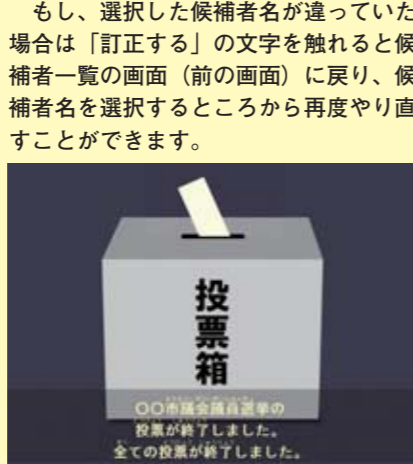 もし、選択した候補者名が違っていた
場合は「訂正する」の文字を触れると候
補者一覧の画面（前の画面）に戻り、候
補者名を選択するところから再度やり直
すことができます。
投票箱
〇〇市議会議員選挙の
投票が終了しました。
全ての投票が終了しました。